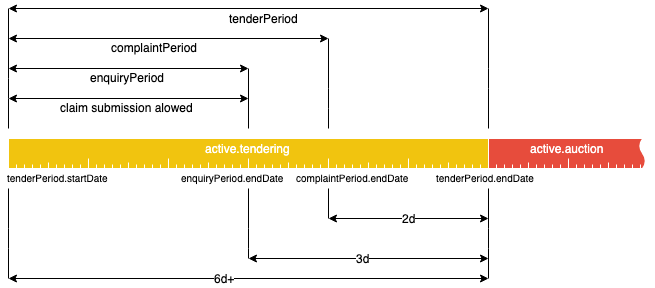 tenderPeriod
complaintPeriod
enquiryPeriod
claim submission alowed
active.tendering
active.auction
tenderPeriod.startDate
enquiryPeriod.endDate
complaintPeriod.endDate
tenderPeriod.endDate
2d
3d
6d+